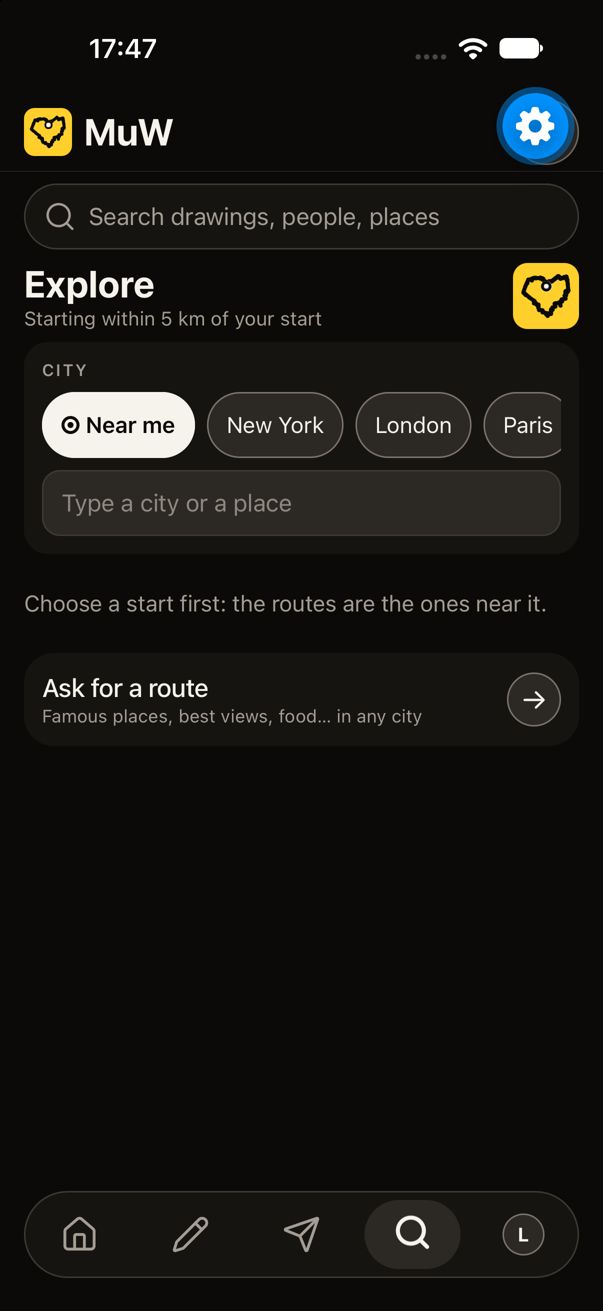 17:47
MuW
Search drawings, people, places
Explore
Starting within 5 km of your start
CITY
Near me
New York
London
Paris
Type a city or a place
Choose a start first: the routes are the ones near it.
Ask for a route
Famous places, best views, food... in any city
L